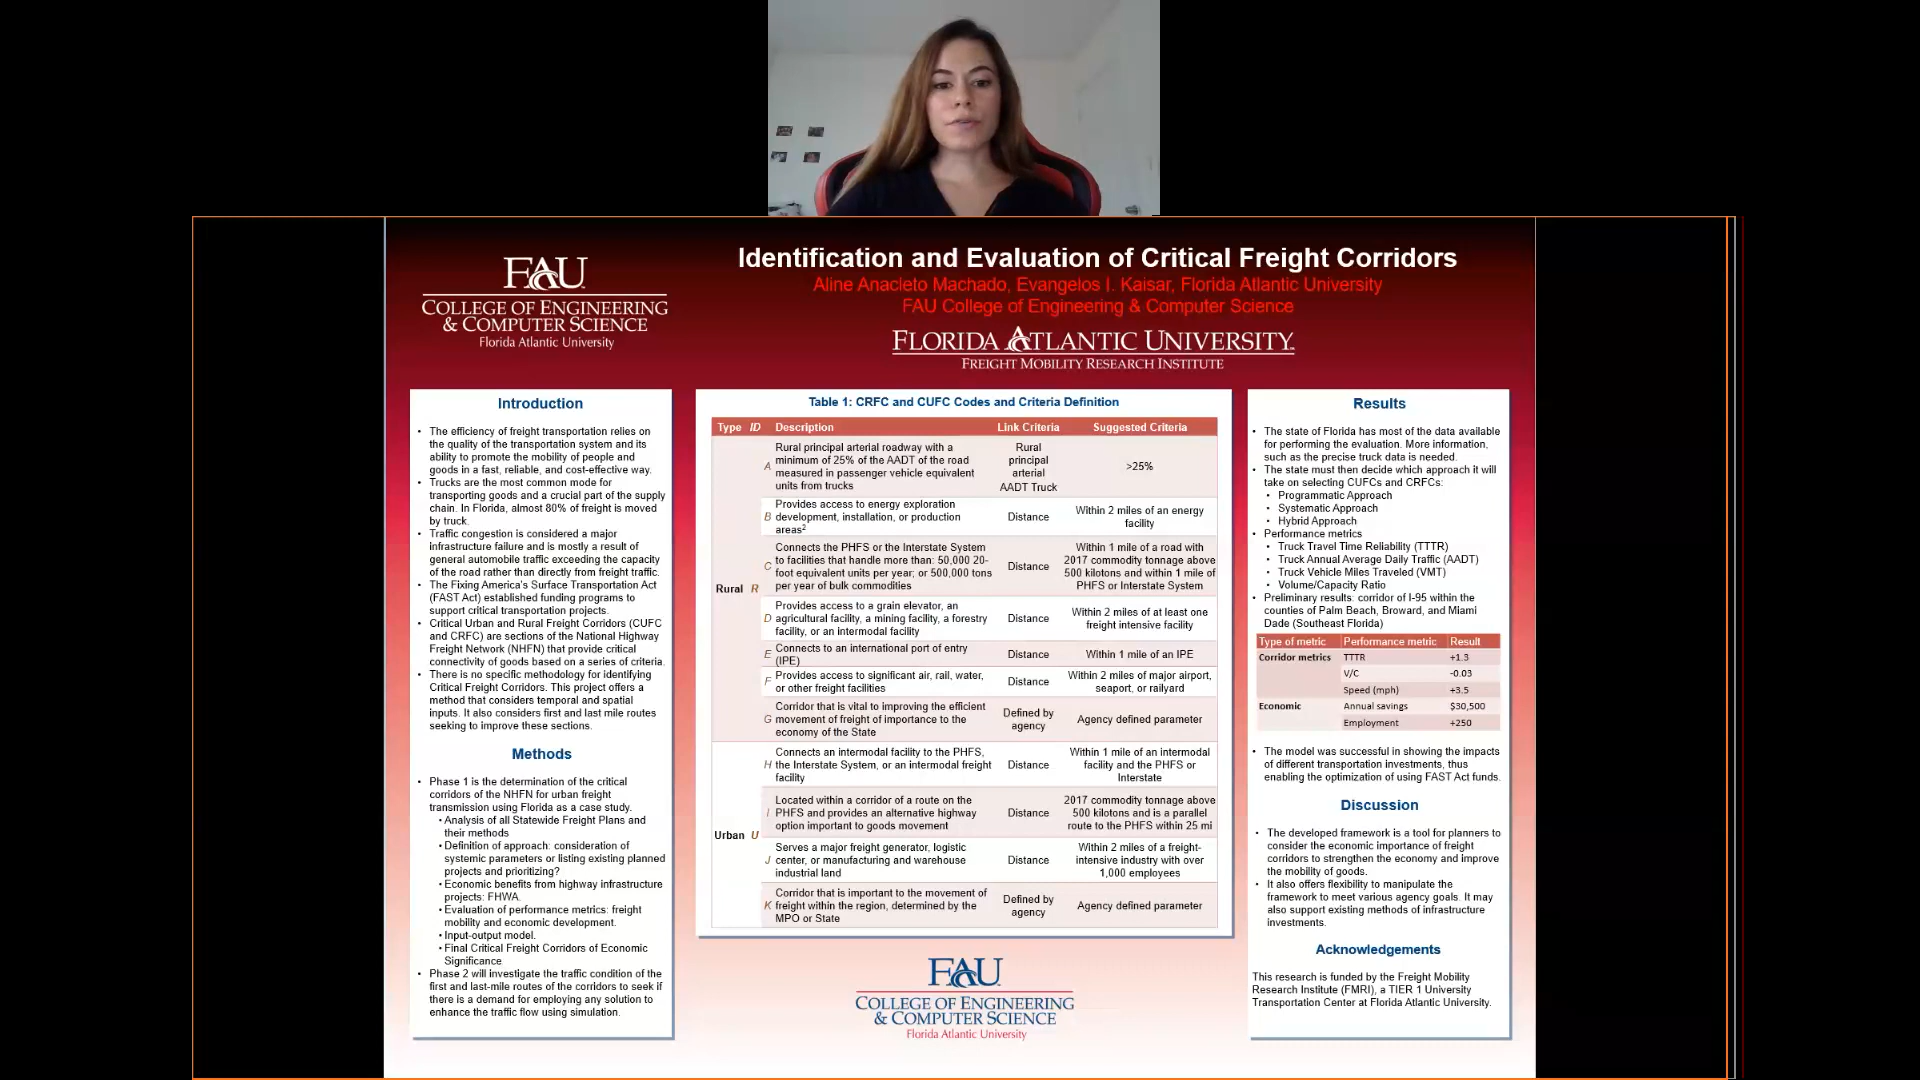 FAU
COLLEGE OF ENGINEERING
& COMPUTER SCIENCE
Florida Atlantic University
Identification and Evaluation of Critical Freight Corridors
Aline Anacleto Machado, Evangelos I. Kaisar, Florida Atlantic University
FAU College of Engineering & Computer Science
FLORIDA ATLANTIC UNIVERSITY
FREIGHT MOBILITY RESEARCH INSTITUTE
Introduction
• The efficiency of freight transportation relies on
the quality of the transportation system and its
ability to promote the mobility of people and
goods in a fast, reliable, and cost-effective way.
• Trucks are the most common mode for
transporting goods and a crucial part of the supply
chain. In Florida, almost 80% of freight is moved
by truck.
• Traffic congestion is considered a major
infrastructure failure and is mostly a result of
general automobile traffic exceeding the capacity
of the road rather than directly from freight traffic.
• The Fixing America's Surface Transportation Act
(FAST Act) established funding programs to
support critical transportation projects.
• Critical Urban and Rural Freight Corridors (CUFC
and CRFC) are sections of the National Highway
Freight Network (NHFN) that provide critical
connectivity of goods based on a series of criteria.
• There is no specific methodology for identifying
Critical Freight Corridors. This project offers a
method that considers temporal and spatial
inputs. It also considers first and last mile routes
seeking to improve these sections.
Methods
• Phase 1 is the determination of the critical
corridors of the NHFN for urban freight
transmission using Florida as a case study.
• Analysis of all Statewide Freight Plans and
their methods
• Definition of approach: consideration of
systemic parameters or listing existing planned
projects and prioritizing?
• Economic benefits from highway infrastructure
projects: FHWA.
• Evaluation of performance metrics: freight
mobility and economic development.
• Input-output model.
• Final Critical Freight Corridors of Economic
Significance
• Phase 2 will investigate the traffic condition of the
first and last-mile routes of the corridors to seek if
there is a demand for employing any solution to
enhance the traffic flow using simulation.
Table 1: CRFC and CUFC Codes and Criteria Definition
Type ID Description Link Criteria Suggested Criteria
Rural R
A Rural principal arterial roadway with a
minimum of 25% of the AADT of the road
measured in passenger vehicle equivalent
units from trucks
Rural
principal
arterial
AADT Truck
>25%
B Provides access to energy exploration
development, installation, or production
areas²
Distance
Within 2 miles of an energy
facility
C Connects the PHFS or the Interstate System
to facilities that handle more than: 50,000 20-
foot equivalent units per year; or 500,000 tons
per year of bulk commodities
Distance
Within 1 mile of a road with
2017 commodity tonnage above
500 kilotons and within 1 mile of
PHFS or Interstate System
D Provides access to a grain elevator, an
agricultural facility, a mining facility, a forestry
facility, or an intermodal facility
Distance
Within 2 miles of at least one
freight intensive facility
E Connects to an international port of entry
(IPE)
Distance
Within 1 mile of an IPE
F Provides access to significant air, rail, water,
or other freight facilities
Distance
Within 2 miles of major airport,
seaport, or railyard
G Corridor that is vital to improving the efficient
movement of freight of importance to the
economy of the State
Defined by
agency
Agency defined parameter
Urban U
H Connects an intermodal facility to the PHFS,
the Interstate System, or an intermodal freight
facility
Distance
Within 1 mile of an intermodal
facility and the PHFS or
Interstate
I Located within a corridor of a route on the
PHFS and provides an alternative highway
option important to goods movement
Distance
2017 commodity tonnage above
500 kilotons and is a parallel
route to the PHFS within 25 mi
J Serves a major freight generator, logistic
center, or manufacturing and warehouse
industrial land
Distance
Within 2 miles of a freight-
intensive industry with over
1,000 employees
K Corridor that is important to the movement of
freight within the region, determined by the
MPO or State
Defined by
agency
Agency defined parameter
FAU
COLLEGE OF ENGINEERING
& COMPUTER SCIENCE
Florida Atlantic University
Results
• The state of Florida has most of the data available
for performing the evaluation. More information,
such as the precise truck data is needed.
• The state must then decide which approach it will
take on selecting CUFCs and CRFCs:
• Programmatic Approach
• Systematic Approach
• Hybrid Approach
• Performance metrics
• Truck Travel Time Reliability (TTTR)
• Truck Annual Average Daily Traffic (AADT)
• Truck Vehicle Miles Traveled (VMT)
• Volume/Capacity Ratio
• Preliminary results: corridor of I-95 within the
counties of Palm Beach, Broward, and Miami
Dade (Southeast Florida)
Type of metric Performance metric Result
Corridor metrics TTTR +1.3
V/C -0.03
Speed (mph) +3.5
Economic Annual savings $30,500
Employment +250
• The model was successful in showing the impacts
of different transportation investments, thus
enabling the optimization of using FAST Act funds.
Discussion
• The developed framework is a tool for planners to
consider the economic importance of freight
corridors to strengthen the economy and improve
the mobility of goods.
• It also offers flexibility to manipulate the
framework to meet various agency goals. It may
also support existing methods of infrastructure
investments.
Acknowledgements
This research is funded by the Freight Mobility
Research Institute (FMRI), a TIER 1 University
Transportation Center at Florida Atlantic University.